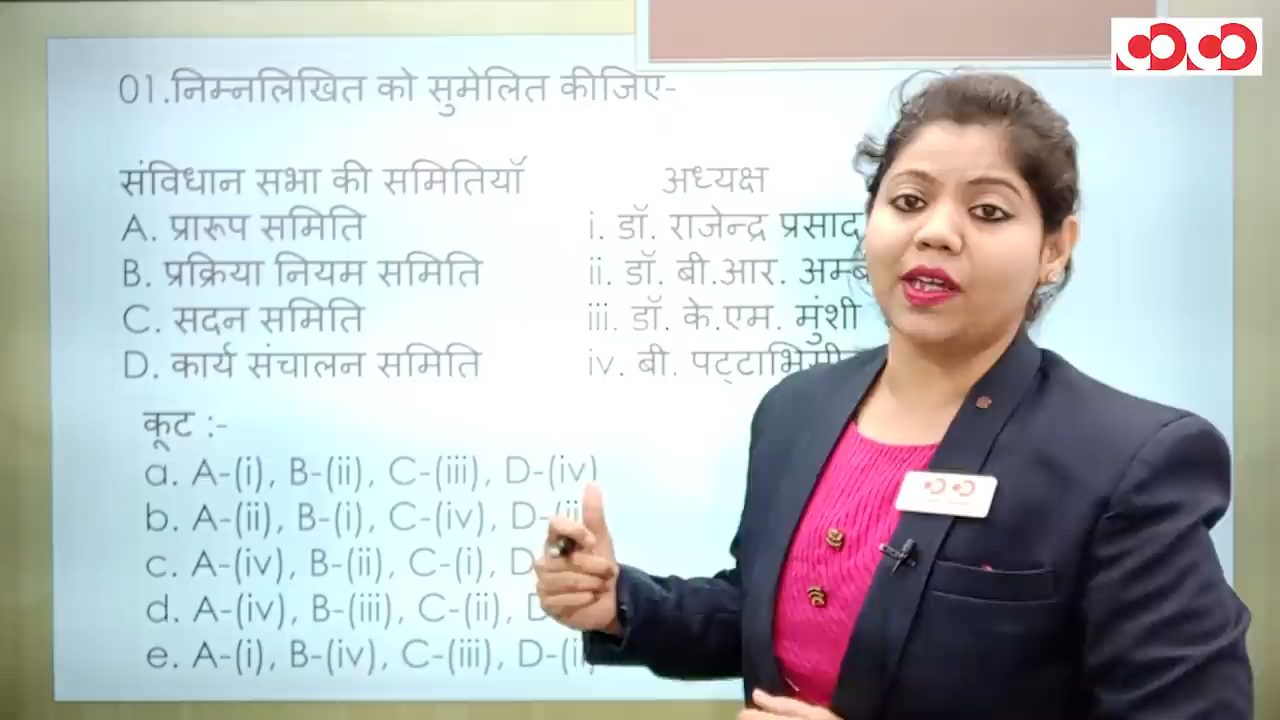 01.निम्नलिखित को सुमेलित कीजिए-
संविधान सभा की समितियॉ अध्यक्ष
A. प्रारूप समिति i. डॉ. राजेन्द्र प्रसाद
B. प्रक्रिया नियम समिति ii. डॉ. बी.आर.
C. सदन समिति iii. डॉ. के.एम. मुंशी
D. कार्य संचालन समिति iv. बी.
कूट :-
a. A-(i), B-(ii), C-(iii), D-(iv)
b. A-(ii), B-(i), C-(iv), D-
c. A-(iv), B-(ii), C-(i), D
d. A-(iv), B-(iii), C-(ii),
e. A-(i), B-(iv), C-(iii), D-